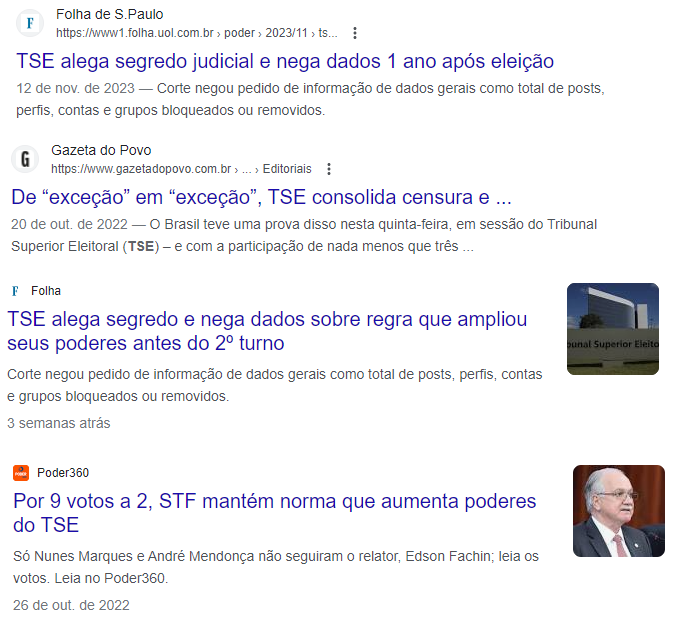 F
Folha de S.Paulo
https://www1.folha.uol.com.br › poder › 2023/11 › ts...
TSE alega segredo judicial e nega dados 1 ano após eleição
12 de nov. de 2023 — Corte negou pedido de informação de dados gerais como total de posts,
perfis, contas e grupos bloqueados ou removidos.
G
Gazeta do Povo
https://www.gazetadopovo.com.br › ... › Editoriais
De “exceção” em “exceção”, TSE consolida censura e ...
20 de out. de 2022 — O Brasil teve uma prova disso nesta quinta-feira, em sessão do Tribunal
Superior Eleitoral (TSE) – e com a participação de nada menos que três ...
F
Folha
TSE alega segredo e nega dados sobre regra que ampliou
seus poderes antes do 2º turno
Corte negou pedido de informação de dados gerais como total de posts, perfis, contas
e grupos bloqueados ou removidos.
3 semanas atrás
bunal Superior Eleito
Poder360
Por 9 votos a 2, STF mantém norma que aumenta poderes
do TSE
Só Nunes Marques e André Mendonça não seguiram o relator, Edson Fachin; leia os
votos. Leia no Poder360.
26 de out. de 2022